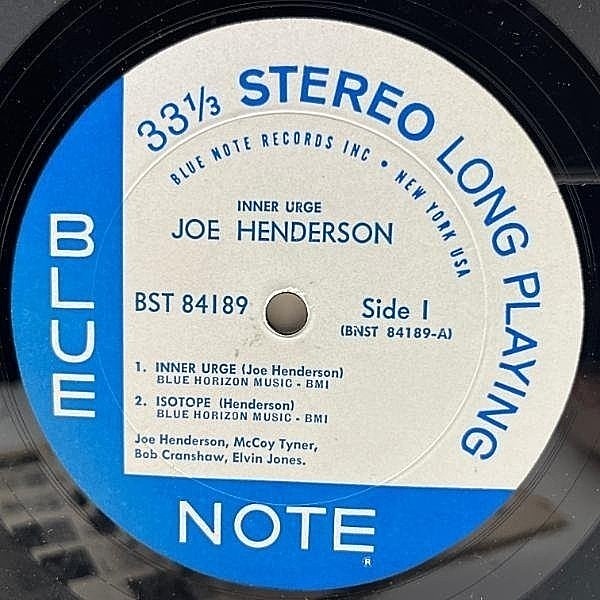 33⅓ STEREO LONG PLAYING
BLUE NOTE RECORDS INC • NEW YORK USA
INNER URGE
JOE HENDERSON
BST 84189
Side 1
(BNST 84189-A)
1. INNER URGE (Joe Henderson)
BLUE HORIZON MUSIC - BMI
2. ISOTOPE (Henderson)
BLUE HORIZON MUSIC - BMI
Joe Henderson, McCoy Tyner,
Bob Cranshaw, Elvin Jones.
BLUE
NOTE
®